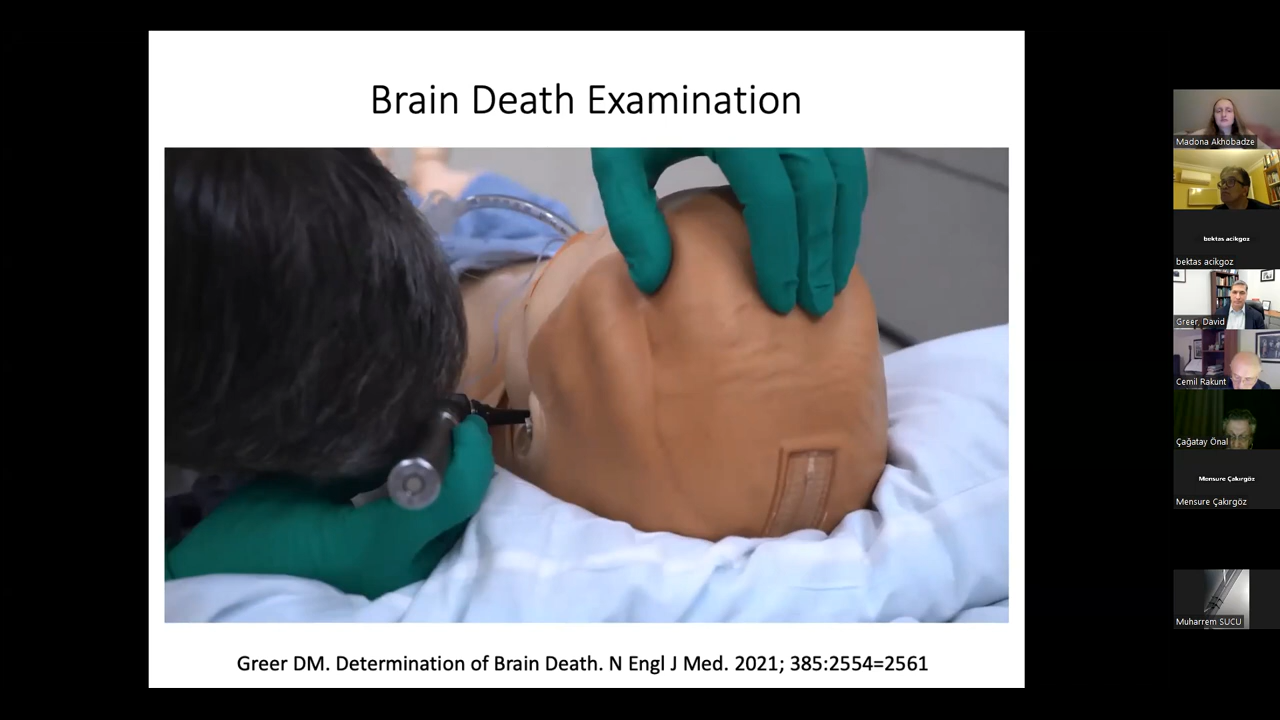 Brain Death Examination
Greer DM. Determination of Brain Death. N Engl J Med. 2021; 385:2554=2561
Madona Akhobadze
bektas acikgoz
bektas acikgoz
Greer, David
Cemil Rakunt
Çağatay Önal
Mensure Çakırgöz
Mensure Çakırgöz
Muharrem SUCU